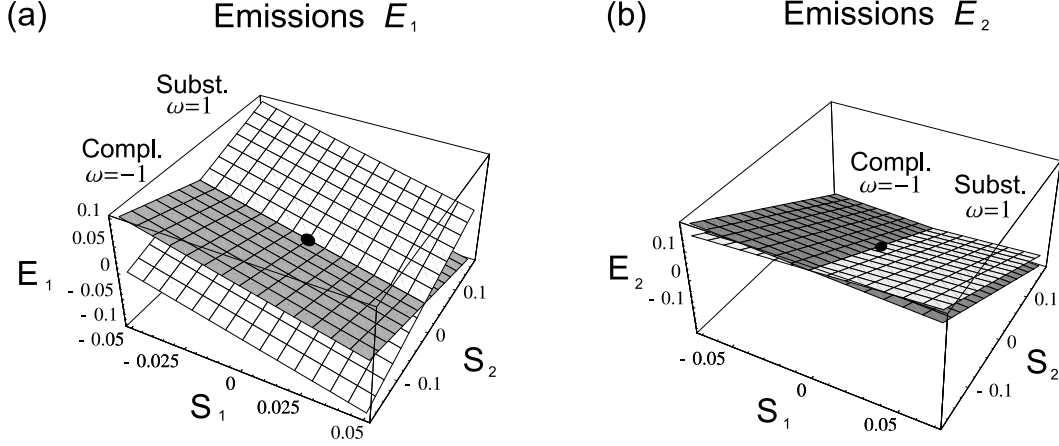 (a) Emissions E₁
Subst.
ω=1
Compl.
ω=−1
0.1
0.05
0
- 0.05
- 0.1
E₁
- 0.05
- 0.025
0
0.025
0.05
S₁
0.1
0
- 0.1
S₂
(b) Emissions E₂
Compl.
ω=−1
Subst.
ω=1
0.1
0
- 0.1
E₂
- 0.05
0
0.05
S₁
0.1
0
- 0.1
S₂